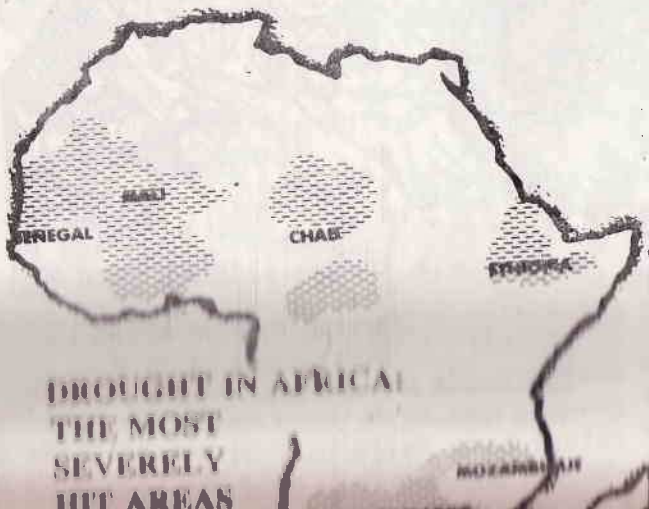 MALI
SENEGAL
CHAD
ETHIOPIA
DROUGHT IN AFRICA:
THE MOST
SEVERELY
HIT AREAS
MOZAMBIQUE